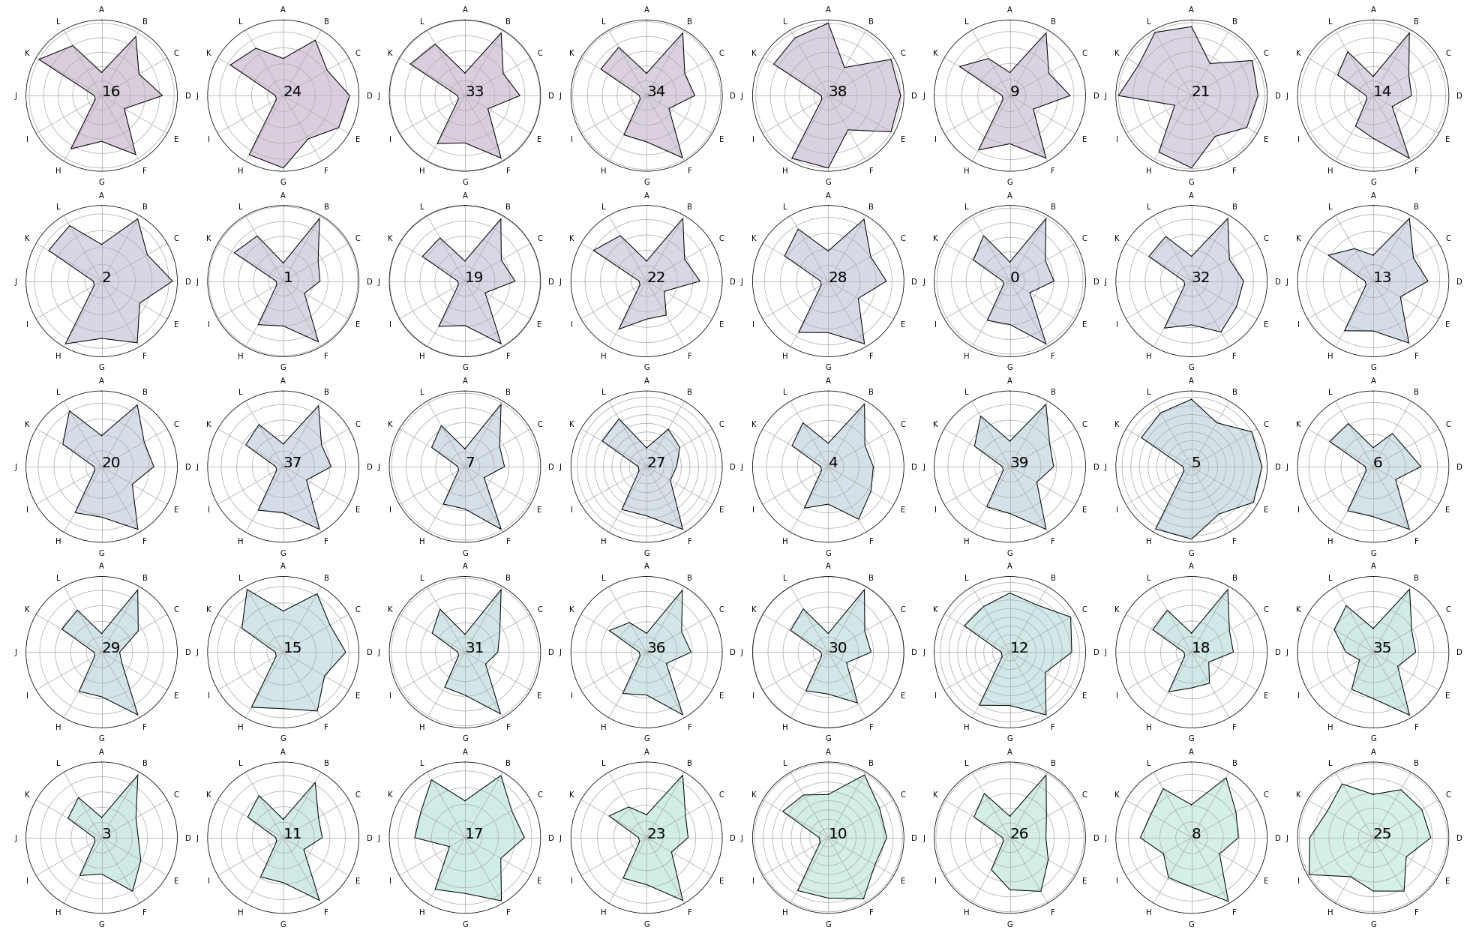 A A A A A A A A
L B L B L B L B L B L B L B L B
K C K C K C K C K C K C K C K C
J 16 D J 24 D J 33 D J 34 D J 38 D J 9 D J 21 D J 14 D
I E I E I E I E I E I E I E I E
H F H F H F H F H F H F H F H F
G G G G G G G G
A A A A A A A A
L B L B L B L B L B L B L B L B
K C K C K C K C K C K C K C K C
J 2 D J 1 D J 19 D J 22 D J 28 D J 0 D J 32 D J 13 D
I E I E I E I E I E I E I E I E
H F H F H F H F H F H F H F H F
G G G G G G G G
A A A A A A A A
L B L B L B L B L B L B L B L B
K C K C K C K C K C K C K C K C
J 20 D J 37 D J 7 D J 27 D J 4 D J 39 D J 5 D J 6 D
I E I E I E I E I E I E I E I E
H F H F H F H F H F H F H F H F
G G G G G G G G
A A A A A A A A
L B L B L B L B L B L B L B L B
K C K C K C K C K C K C K C K C
J 29 D J 15 D J 31 D J 36 D J 30 D J 12 D J 18 D J 35 D
I E I E I E I E I E I E I E I E
H F H F H F H F H F H F H F H F
G G G G G G G G
A A A A A A A A
L B L B L B L B L B L B L B L B
K C K C K C K C K C K C K C K C
J 3 D J 11 D J 17 D J 23 D J 10 D J 26 D J 8 D J 25 D
I E I E I E I E I E I E I E I E
H F H F H F H F H F H F H F H F
G G G G G G G G